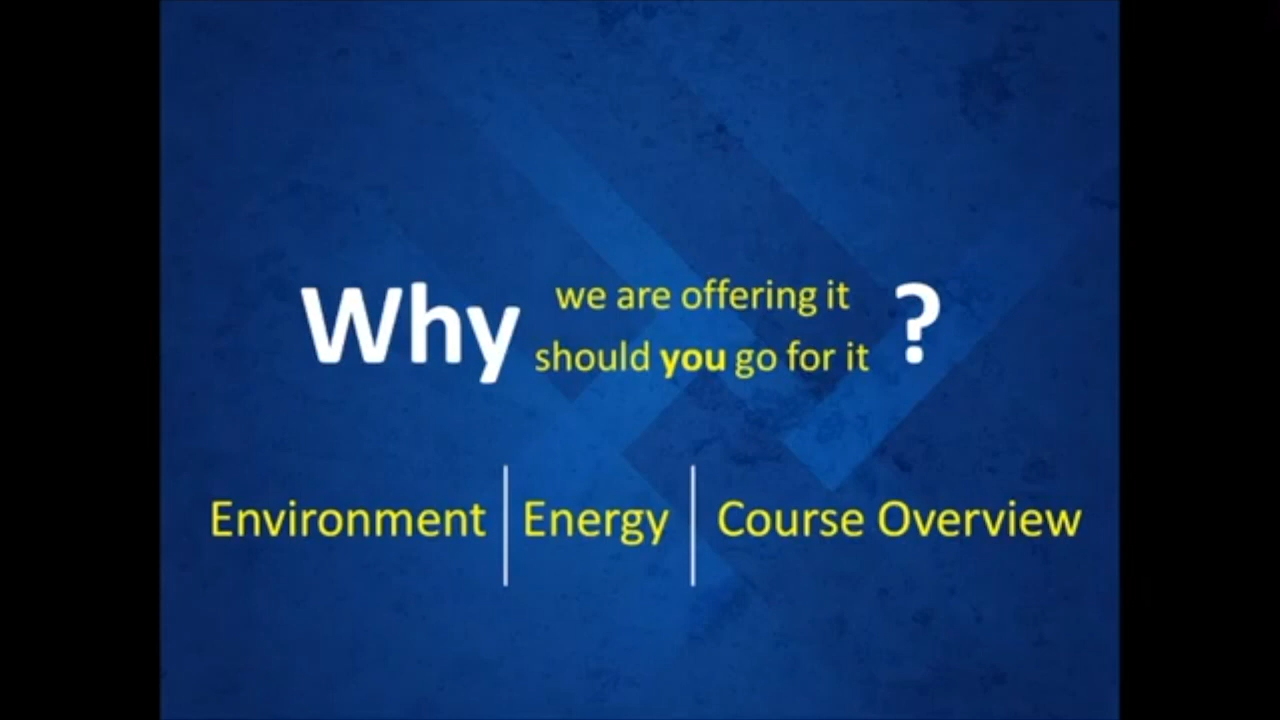 we are offering it
Why ?
should you go for it
Environment | Energy | Course Overview